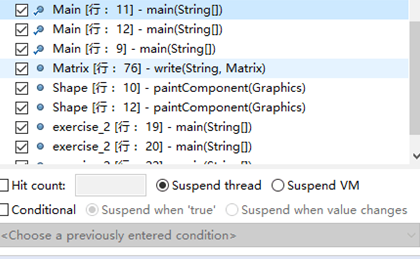 Main [行： 11] - main(String[])
Main [行： 12] - main(String[])
Main [行： 9] - main(String[])
Matrix [行： 76] - write(String, Matrix)
Shape [行： 10] - paintComponent(Graphics)
Shape [行： 12] - paintComponent(Graphics)
exercise_2 [行： 19] - main(String[])
exercise_2 [行： 20] - main(String[])
Hit count: Suspend thread Suspend VM
Conditional Suspend when 'true' Suspend when value changes
<Choose a previously entered condition>